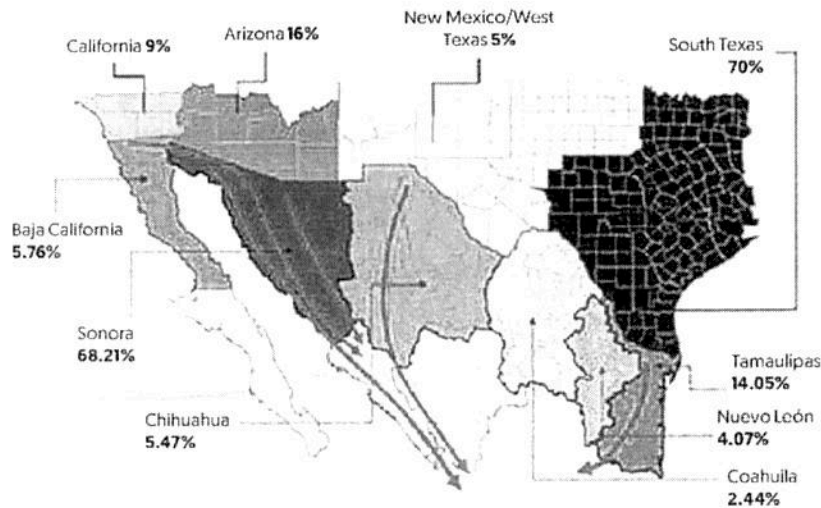 California 9%
Arizona 16%
New Mexico/West
Texas 5%
South Texas
70%
Baja California
5.76%
Sonora
68.21%
Chihuahua
5.47%
Tamaulipas
14.05%
Nuevo León
4.07%
Coahuila
2.44%